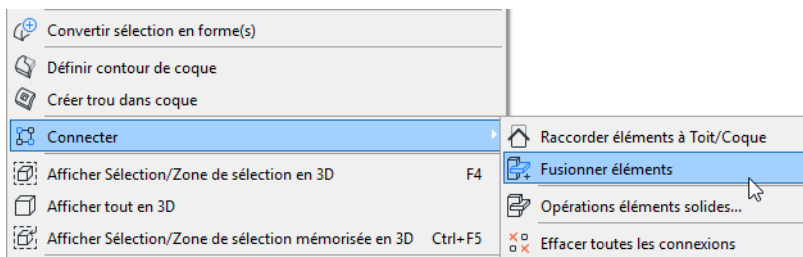 Convertir sélection en forme(s)
Définir contour de coque
Créer trou dans coque
Connecter
Raccorder éléments à Toit/Coque
Afficher Sélection/Zone de sélection en 3D F4
Fusionner éléments
Afficher tout en 3D
Opérations éléments solides...
Afficher Sélection/Zone de sélection mémorisée en 3D Ctrl+F5
Effacer toutes les connexions